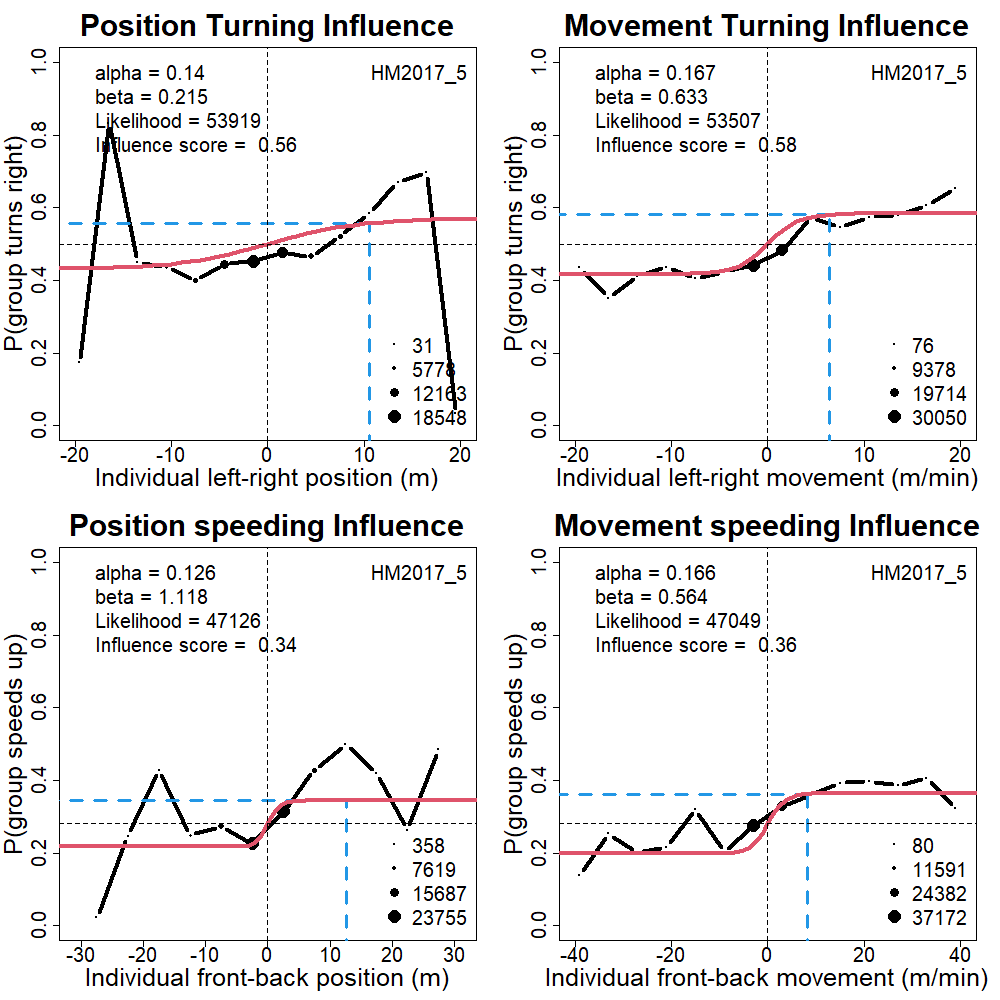 Position Turning Influence
alpha = 0.14
beta = 0.215
Likelihood = 53919
Influence score =  0.56
HM2017_5
P(group turns right)
0.0 0.2 0.4 0.6 0.8 1.0
31
5778
12163
18548
-20 -10 0 10 20
Individual left-right position (m)
Movement Turning Influence
alpha = 0.167
beta = 0.633
Likelihood = 53507
Influence score =  0.58
HM2017_5
P(group turns right)
0.0 0.2 0.4 0.6 0.8 1.0
76
9378
19714
30050
-20 -10 0 10 20
Individual left-right movement (m/min)
Position speeding Influence
alpha = 0.126
beta = 1.118
Likelihood = 47126
Influence score =  0.34
HM2017_5
P(group speeds up)
0.0 0.2 0.4 0.6 0.8 1.0
358
7619
15687
23755
-30 -20 -10 0 10 20 30
Individual front-back position (m)
Movement speeding Influence
alpha = 0.166
beta = 0.564
Likelihood = 47049
Influence score =  0.36
HM2017_5
P(group speeds up)
0.0 0.2 0.4 0.6 0.8 1.0
80
11591
24382
37172
-40 -20 0 20 40
Individual front-back movement (m/min)